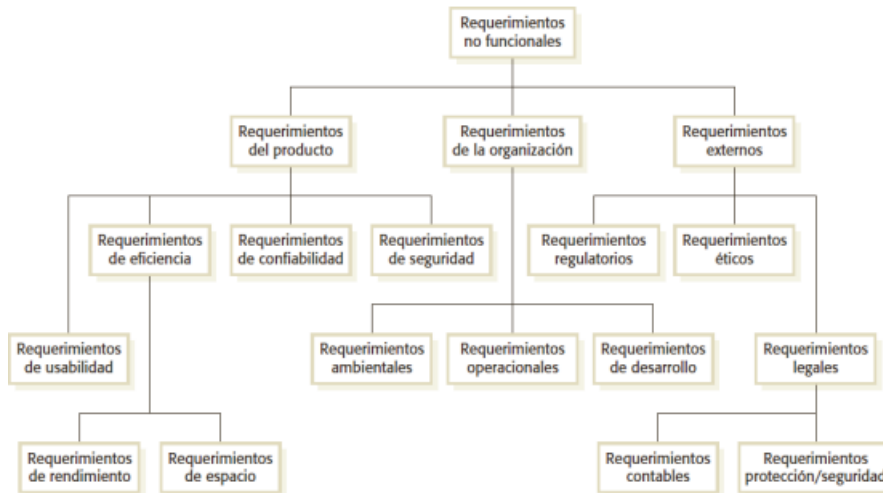 Requerimientos
no funcionales
Requerimientos
del producto
Requerimientos
de la organización
Requerimientos
externos
Requerimientos
de eficiencia
Requerimientos
de confiabilidad
Requerimientos
de seguridad
Requerimientos
regulatorios
Requerimientos
éticos
Requerimientos
de usabilidad
Requerimientos
ambientales
Requerimientos
operacionales
Requerimientos
de desarrollo
Requerimientos
legales
Requerimientos
de rendimiento
Requerimientos
de espacio
Requerimientos
contables
Requerimientos
protección/seguridad